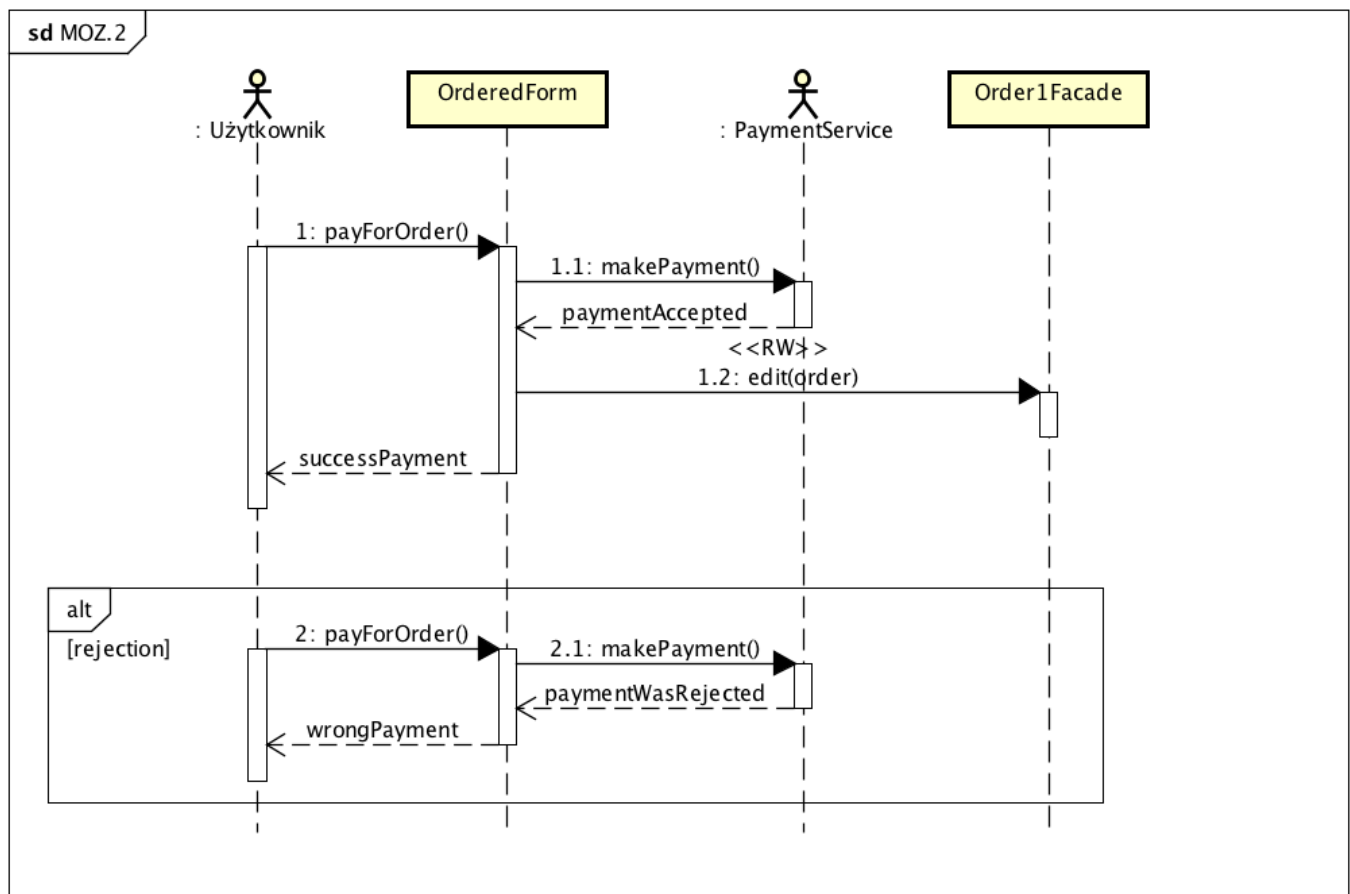 sd MOZ.2
: Użytkownik
OrderedForm
: PaymentService
Order1Facade
1: payForOrder()
1.1: makePayment()
paymentAccepted
<<RW>>
1.2: edit(order)
successPayment
alt
[rejection]
2: payForOrder()
2.1: makePayment()
paymentWasRejected
wrongPayment